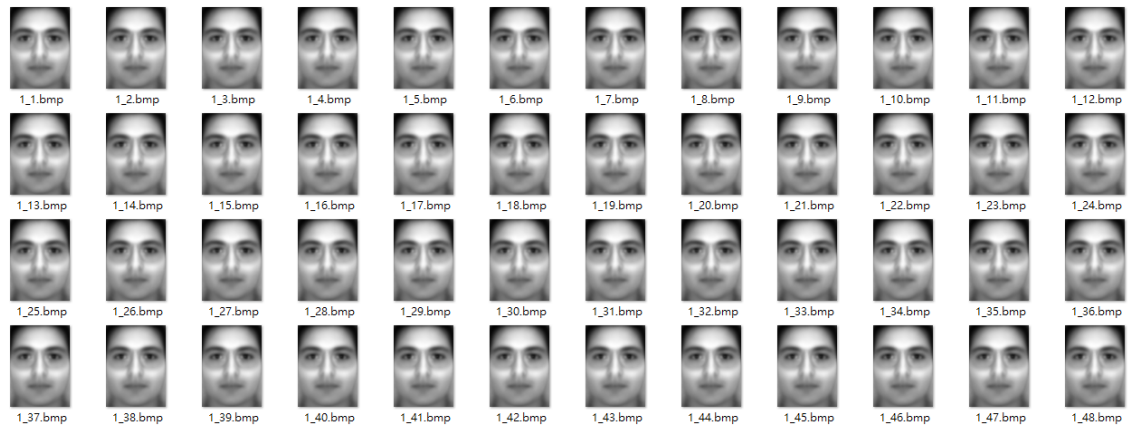 1_1.bmp 1_2.bmp 1_3.bmp 1_4.bmp 1_5.bmp 1_6.bmp 1_7.bmp 1_8.bmp 1_9.bmp 1_10.bmp 1_11.bmp 1_12.bmp
1_13.bmp 1_14.bmp 1_15.bmp 1_16.bmp 1_17.bmp 1_18.bmp 1_19.bmp 1_20.bmp 1_21.bmp 1_22.bmp 1_23.bmp 1_24.bmp
1_25.bmp 1_26.bmp 1_27.bmp 1_28.bmp 1_29.bmp 1_30.bmp 1_31.bmp 1_32.bmp 1_33.bmp 1_34.bmp 1_35.bmp 1_36.bmp
1_37.bmp 1_38.bmp 1_39.bmp 1_40.bmp 1_41.bmp 1_42.bmp 1_43.bmp 1_44.bmp 1_45.bmp 1_46.bmp 1_47.bmp 1_48.bmp